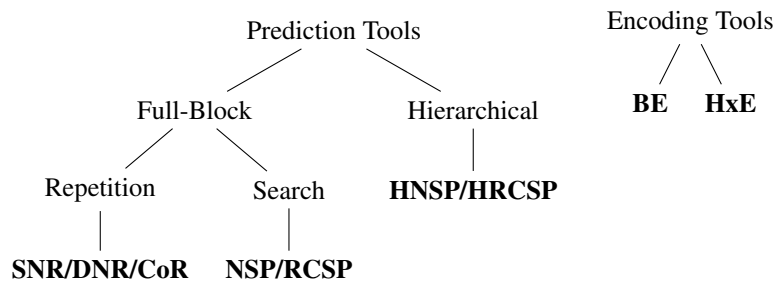 Prediction Tools
Encoding Tools
Full-Block
Hierarchical
BE
HxE
Repetition
Search
HNSP/HRCSP
SNR/DNR/CoR
NSP/RCSP